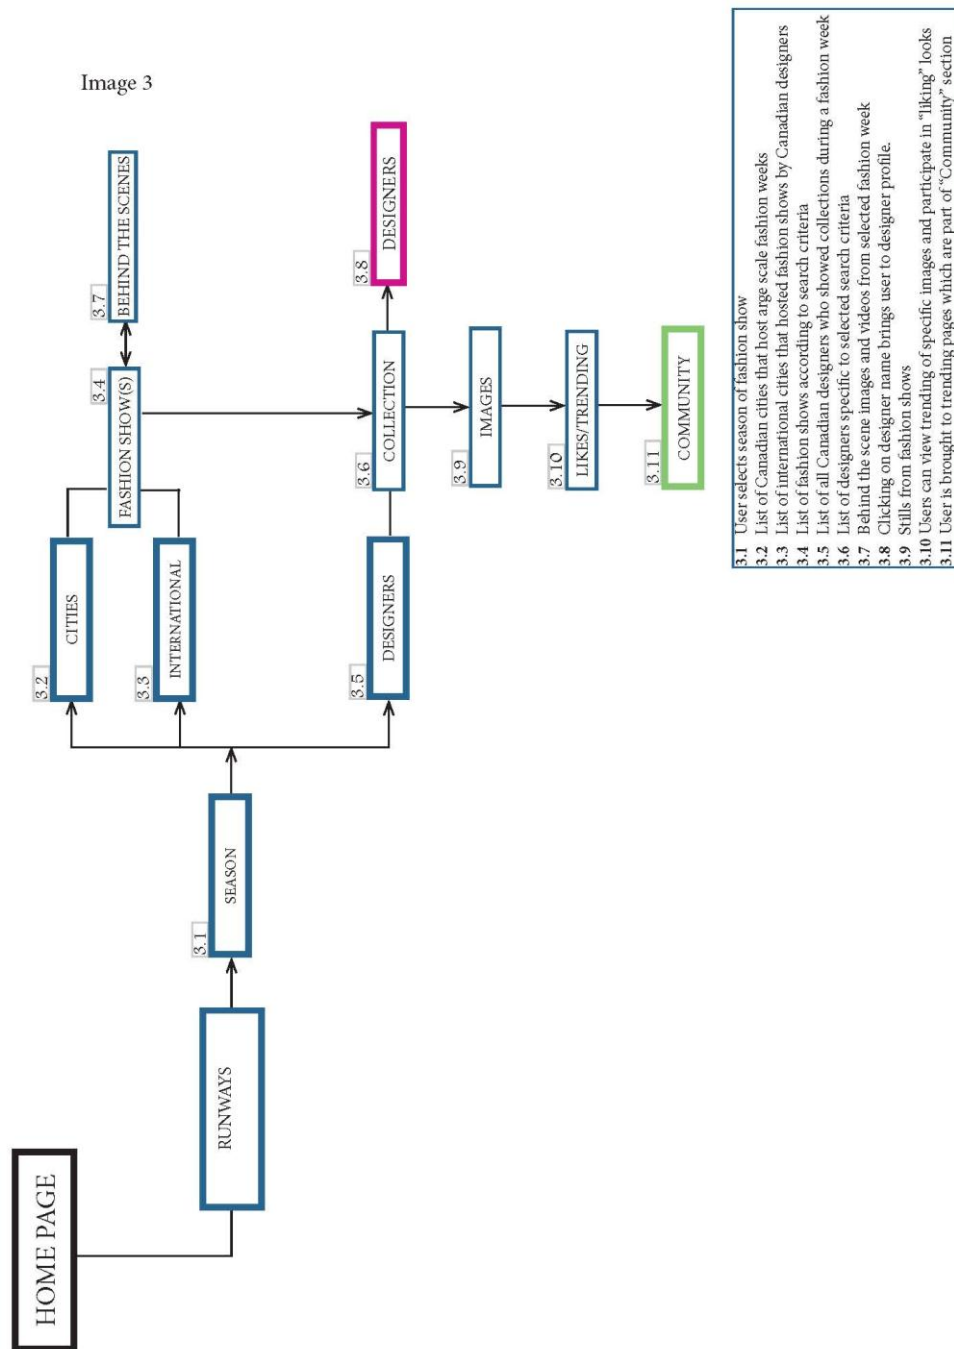 Image 3
HOME PAGE
RUNWAYS
3.1
SEASON
3.2
CITIES
3.3
INTERNATIONAL
3.4
FASHION SHOW(S)
3.7
BEHIND THE SCENES
3.5
DESIGNERS
3.6
COLLECTION
3.8
DESIGNERS
3.9
IMAGES
3.10
LIKES/TRENDING
3.11
COMMUNITY
3.1 User selects season of fashion show
3.2 List of Canadian cities that host arge scale fashion weeks
3.3 List of international cities that hosted fashion shows by Canadian designers
3.4 List of fashion shows according to search criteria
3.5 List of all Canadian designers who showed collections during a fashion week
3.6 List of designers specific to selected search criteria
3.7 Behind the scene images and videos from selected fashion week
3.8 Clicking on designer name brings user to designer profile.
3.9 Stills from fashion shows
3.10 Users can view trending of specific images and participate in "liking" looks
3.11 User is brought to trending pages which are part of "Community" section